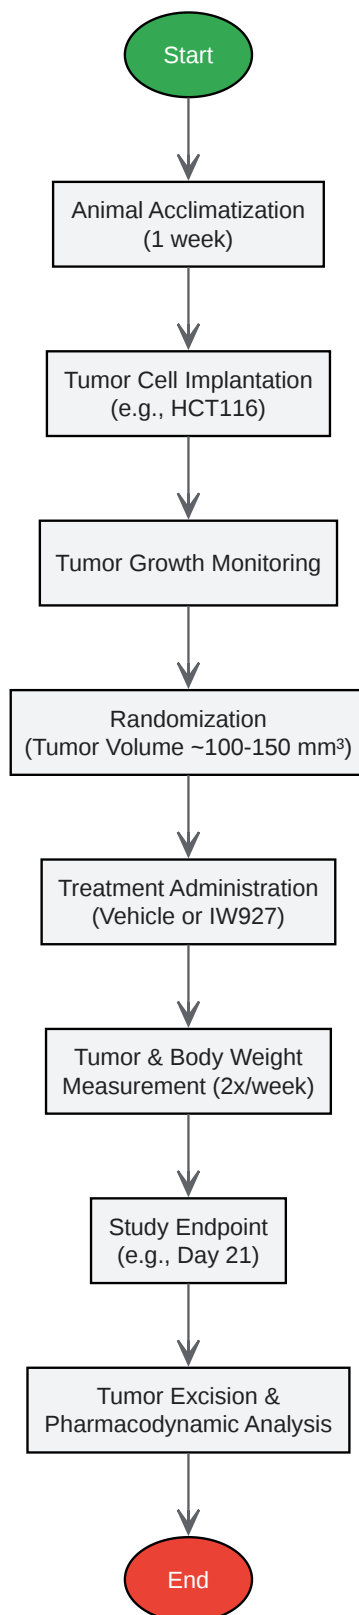 Start
Animal Acclimatization
(1 week)
Tumor Cell Implantation
(e.g., HCT116)
Tumor Growth Monitoring
Randomization
(Tumor Volume ~100-150 mm³)
Treatment Administration
(Vehicle or IW927)
Tumor & Body Weight
Measurement (2x/week)
Study Endpoint
(e.g., Day 21)
Tumor Excision &
Pharmacodynamic Analysis
End